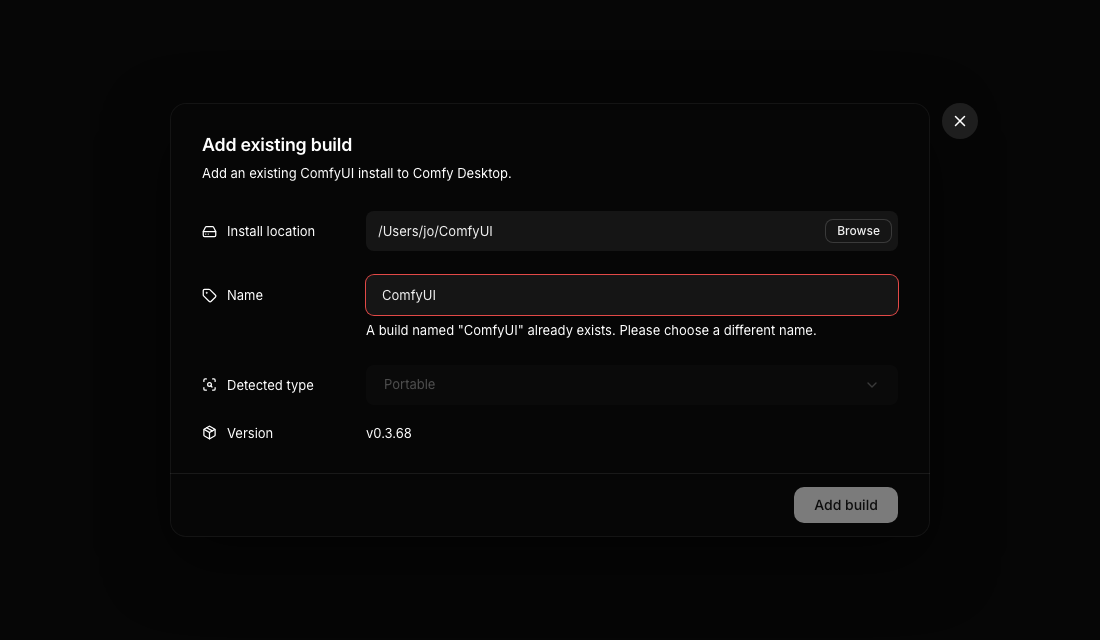 Add existing build
Add an existing ComfyUI install to Comfy Desktop.
Install location
/Users/jo/ComfyUI
Browse
Name
ComfyUI
A build named "ComfyUI" already exists. Please choose a different name.
Detected type
Portable
Version
v0.3.68
Add build